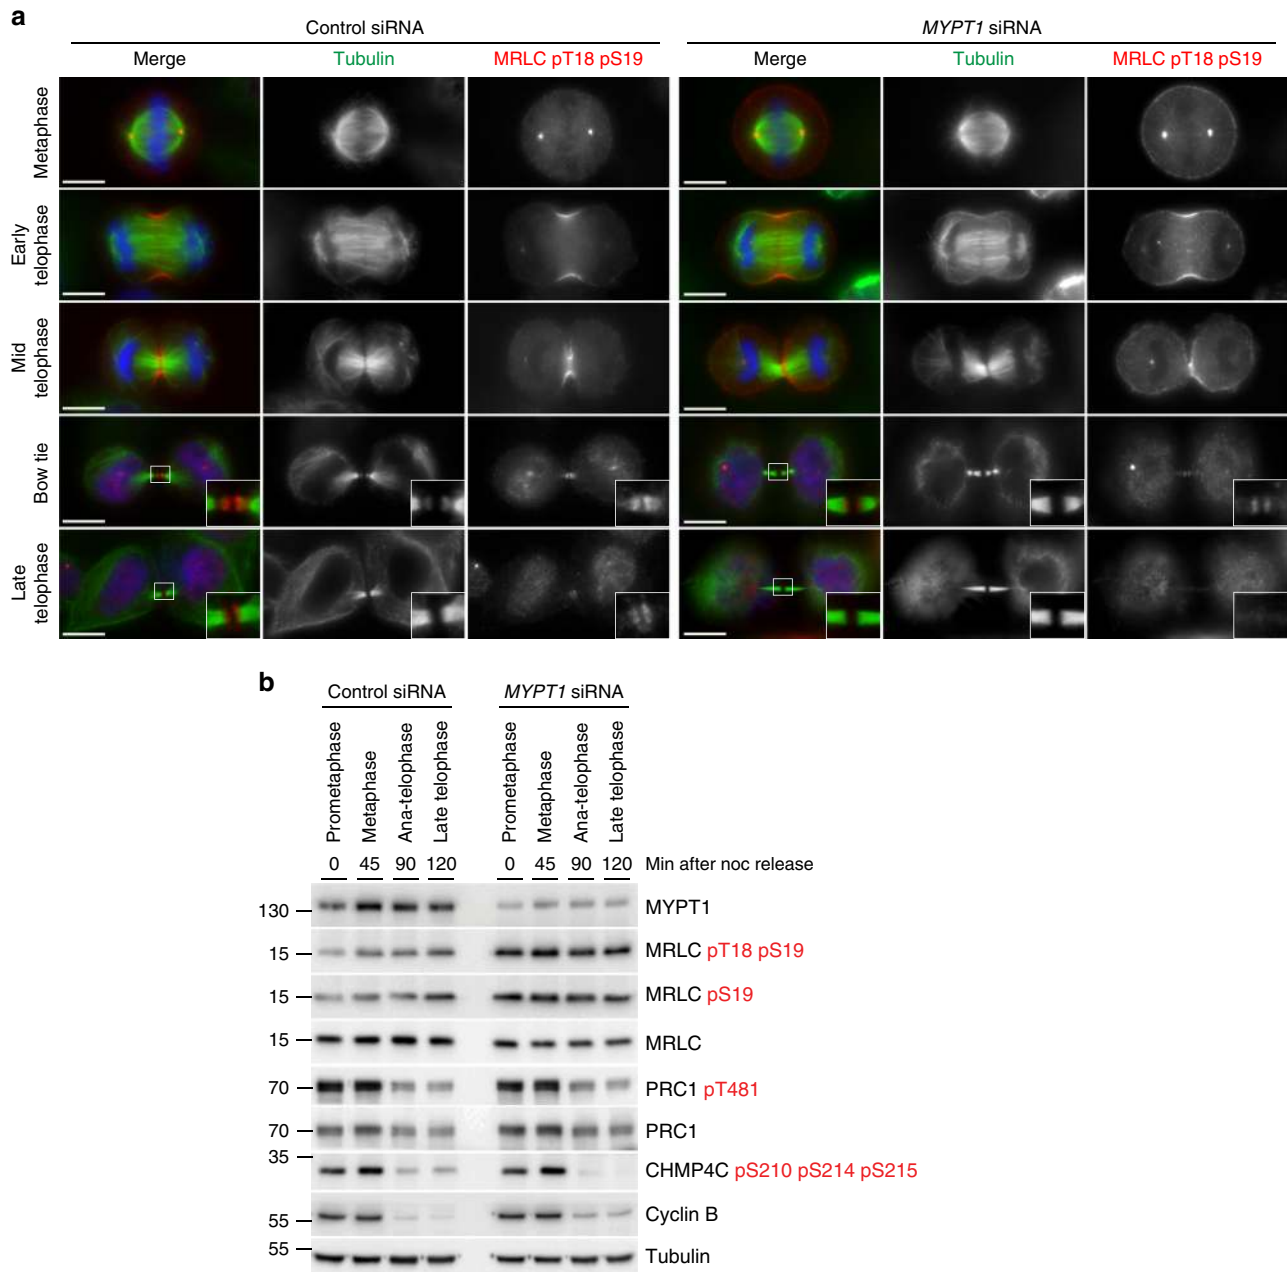 a
Control siRNA
MYPT1 siRNA
Merge
Tubulin
MRLC pT18 pS19
Merge
Tubulin
MRLC pT18 pS19
Metaphase
Early telophase
Mid telophase
Bow tie
Late telophase
b
Control siRNA
MYPT1 siRNA
Prometaphase
Metaphase
Ana-telophase
Late telophase
Prometaphase
Metaphase
Ana-telophase
Late telophase
0 45 90 120 0 45 90 120 Min after noc release
130 MYPT1
15 MRLC pT18 pS19
15 MRLC pS19
15 MRLC
70 PRC1 pT481
70 PRC1
35 CHMP4C pS210 pS214 pS215
55 Cyclin B
55 Tubulin